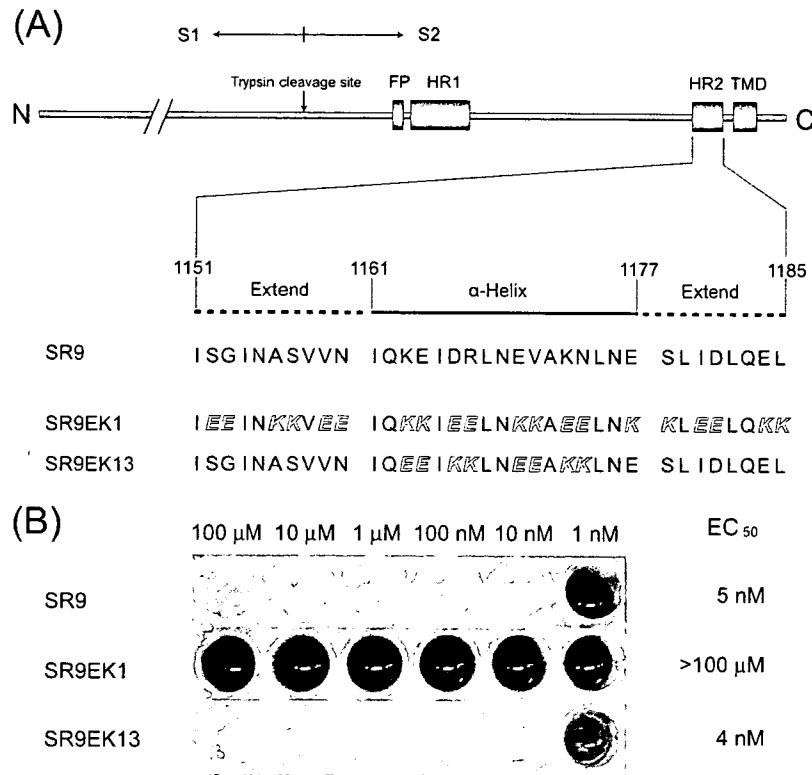 (A)
S1 S2
Trypsin cleavage site FP HR1 HR2 TMD
N C
1151 1161 1177 1185
Extend α-Helix Extend
SR9 ISGINASVVN IQKEIDRLNEVAKNLNE SLIDLQEL
SR9EK1 IEEINKKVEE IQKKIEELNKKAEELNK KLEELQKK
SR9EK13 ISGINASVVN IQEEIKKLNEEAKKLNE SLIDLQEL
(B)
100 μM 10 μM 1 μM 100 nM 10 nM 1 nM EC50
SR9 5 nM
SR9EK1 >100 μM
SR9EK13 4 nM